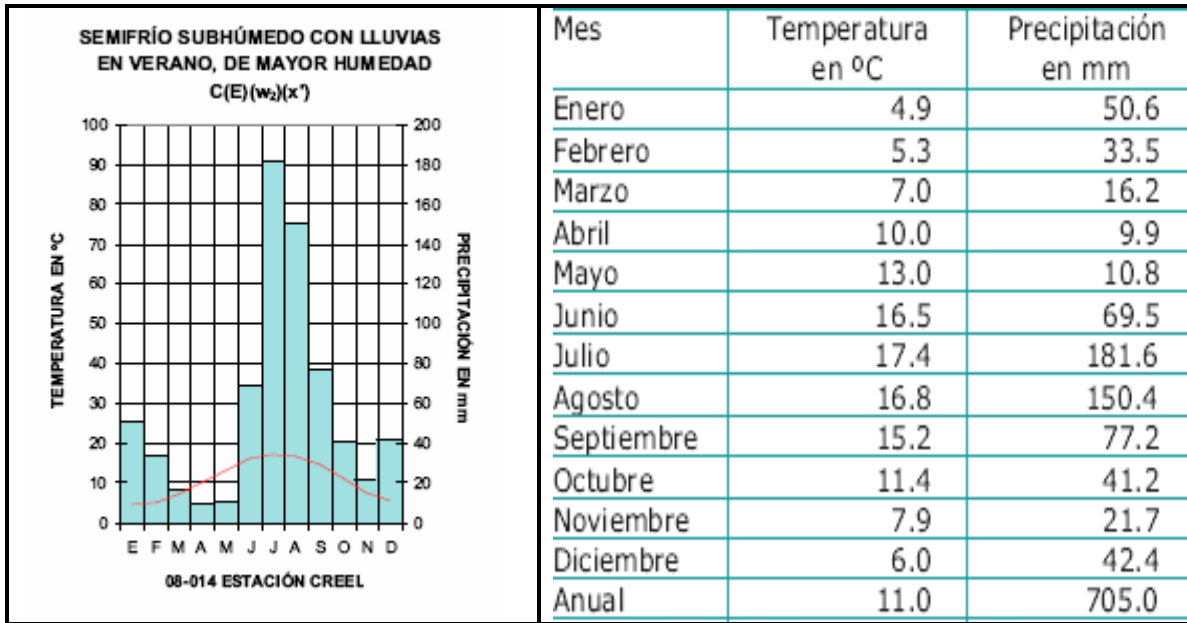 SEMIFRÍO SUBHÚMEDO CON LLUVIAS
EN VERANO, DE MAYOR HUMEDAD
C(E)(w₂)(x')
100 200
90 180
80 160
70 140
60 120
50 100
40 80
30 60
20 40
10 20
0 0
TEMPERATURA EN ºC
PRECIPITACIÓN EN mm
E F M A M J J A S O N D
08-014 ESTACIÓN CREEL
Mes Temperatura Precipitación
en ºC en mm
Enero 4.9 50.6
Febrero 5.3 33.5
Marzo 7.0 16.2
Abril 10.0 9.9
Mayo 13.0 10.8
Junio 16.5 69.5
Julio 17.4 181.6
Agosto 16.8 150.4
Septiembre 15.2 77.2
Octubre 11.4 41.2
Noviembre 7.9 21.7
Diciembre 6.0 42.4
Anual 11.0 705.0